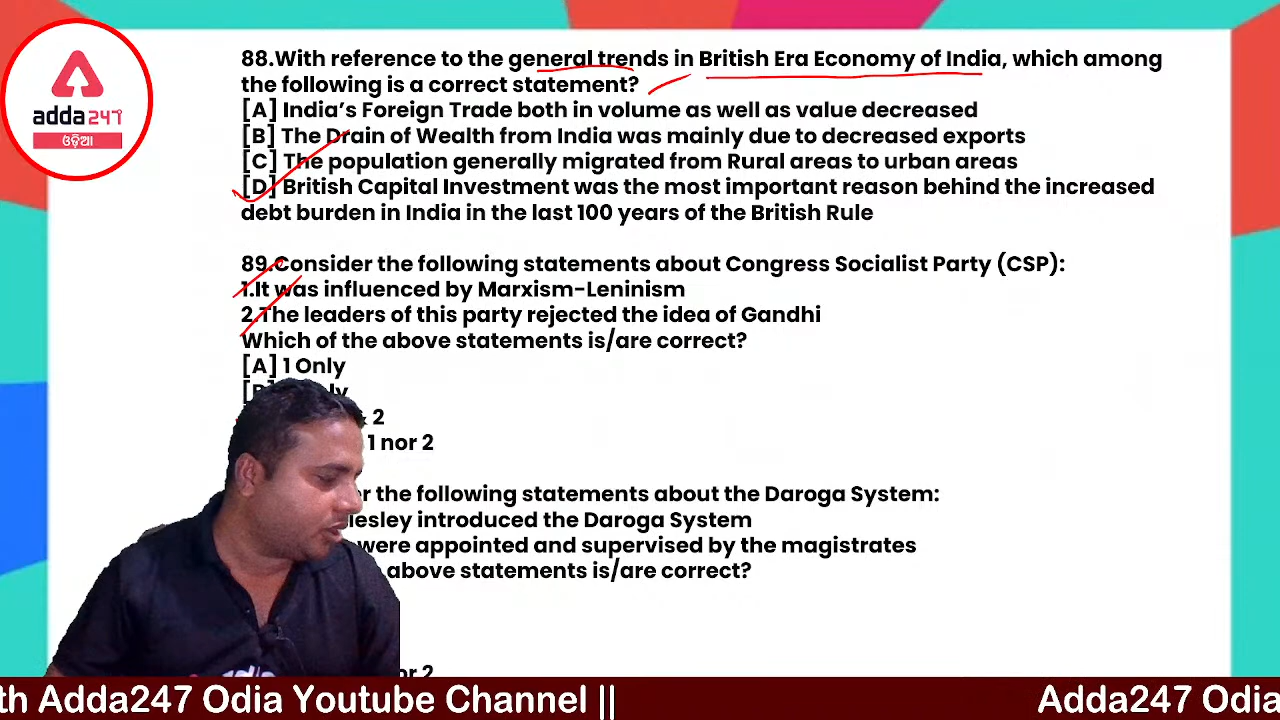 adda247
ଓଡ଼ିଆ
88.With reference to the general trends in British Era Economy of India, which among
the following is a correct statement?
[A] India's Foreign Trade both in volume as well as value decreased
[B] The Drain of Wealth from India was mainly due to decreased exports
[C] The population generally migrated from Rural areas to urban areas
[D] British Capital Investment was the most important reason behind the increased
debt burden in India in the last 100 years of the British Rule
89.Consider the following statements about Congress Socialist Party (CSP):
1.It was influenced by Marxism-Leninism
2.The leaders of this party rejected the idea of Gandhi
Which of the above statements is/are correct?
[A] 1 Only
2
1 nor 2
the following statements about the Daroga System:
introduced the Daroga System
were appointed and supervised by the magistrates
above statements is/are correct?
nor 2
th Adda247 Odia Youtube Channel || Adda247 Odia